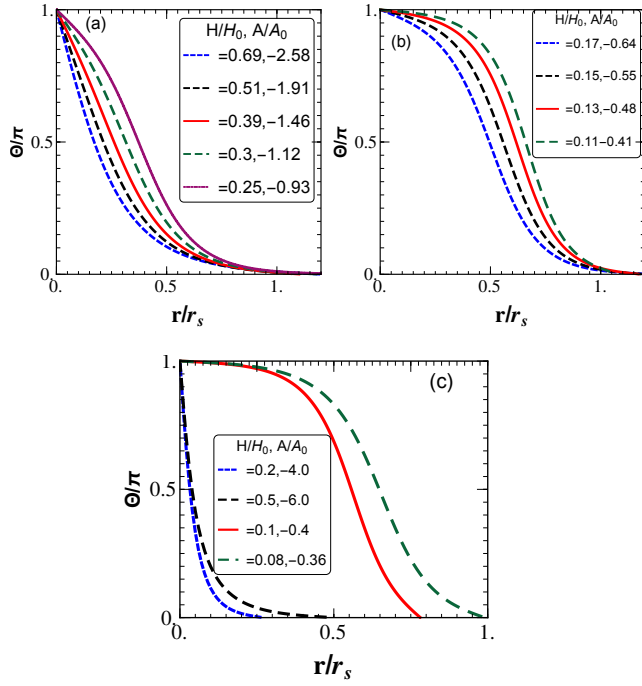 (a)
H/H₀, A/A₀
=0.69,-2.58
=0.51,-1.91
=0.39,-1.46
=0.3,-1.12
=0.25,-0.93
1.
0.5
0.
Θ/π
0.
0.5
1.
r/rₛ
(b)
H/H₀, A/A₀
=0.17,-0.64
=0.15,-0.55
=0.13,-0.48
=0.11-0.41
1.
0.5
0.
Θ/π
0.
0.5
1.
r/rₛ
(c)
H/H₀, A/A₀
=0.2,-4.0
=0.5,-6.0
=0.1,-0.4
=0.08,-0.36
1.
0.5
0.
Θ/π
0.
0.5
1.
r/rₛ